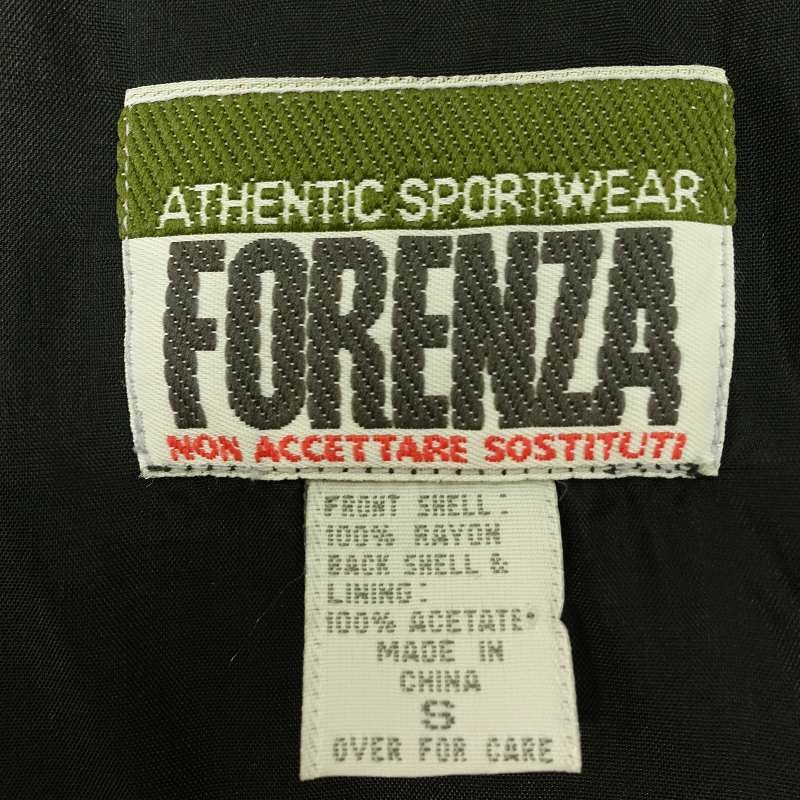 ATHENTIC SPORTWEAR
FORENZA
NON ACCETTARE SOSTITUTI
FRONT SHELL:
100% RAYON
BACK SHELL &
LINING:
100% ACETATE
MADE IN
CHINA
S
OVER FOR CARE